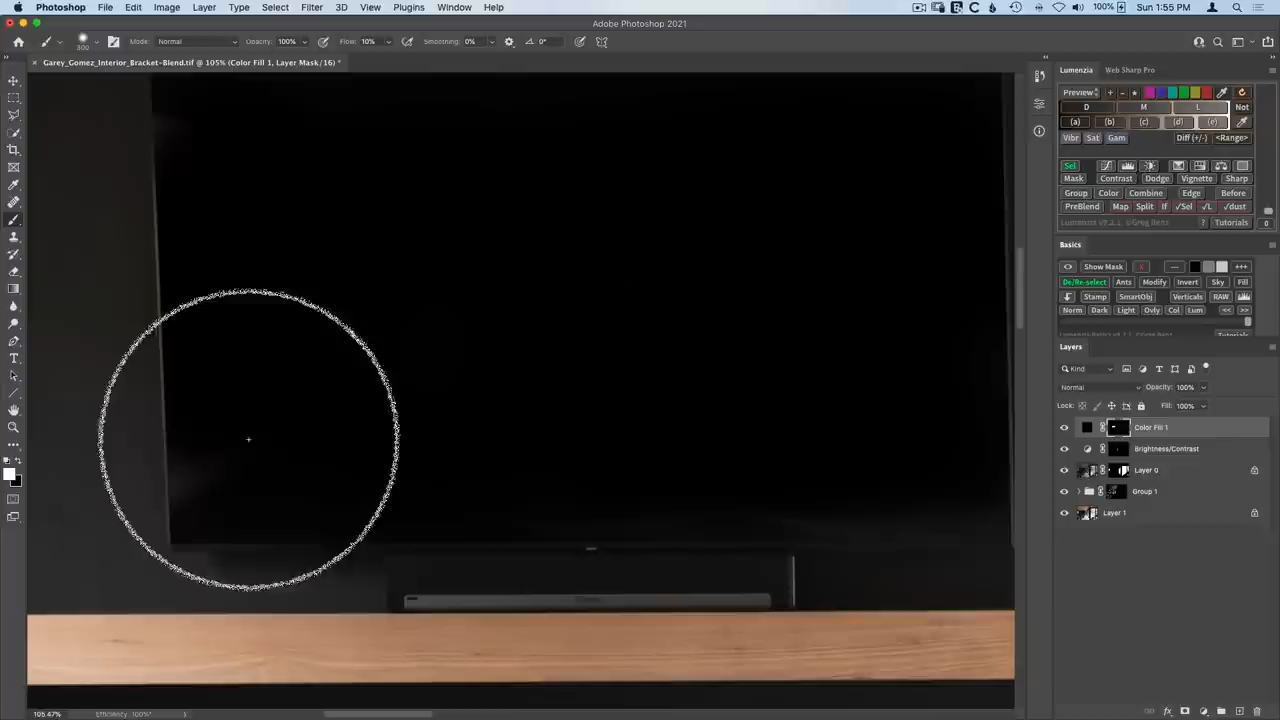 Photoshop File Edit Image Layer Type Select Filter 3D View Plugins Window Help 100% Sun 1:55 PM
Adobe Photoshop 2021
300 Mode: Normal Opacity: 100% Flow: 10% Smoothing: 0% 0°
Garey_Gomez_Interior_Bracket-Blend.tif @ 105% (Color Fill 1, Layer Mask/16) *
Lumenzia Web Sharp Pro
Preview + − Not
D M L
(a) (b) (c) (d) (e)
Vibr Sat Gam Diff (+/-) <Range>
Sel
Mask Contrast Dodge Vignette Sharp
Group Color Combine Edge Before
PreBlend Map Split If √Sel √L √dust
? Tutorials 0
Basics
Show Mask X --- +++
De/Re-select Ants Modify Invert Sky Fill
Stamp SmartObj Verticals RAW
Norm Dark Light Ovly Col Lum << >>
Layers
Kind
Normal Opacity: 100%
Lock: Fill: 100%
Color Fill 1
Brightness/Contrast
Layer 0
Group 1
Layer 1
105.47% Efficiency: 100%*